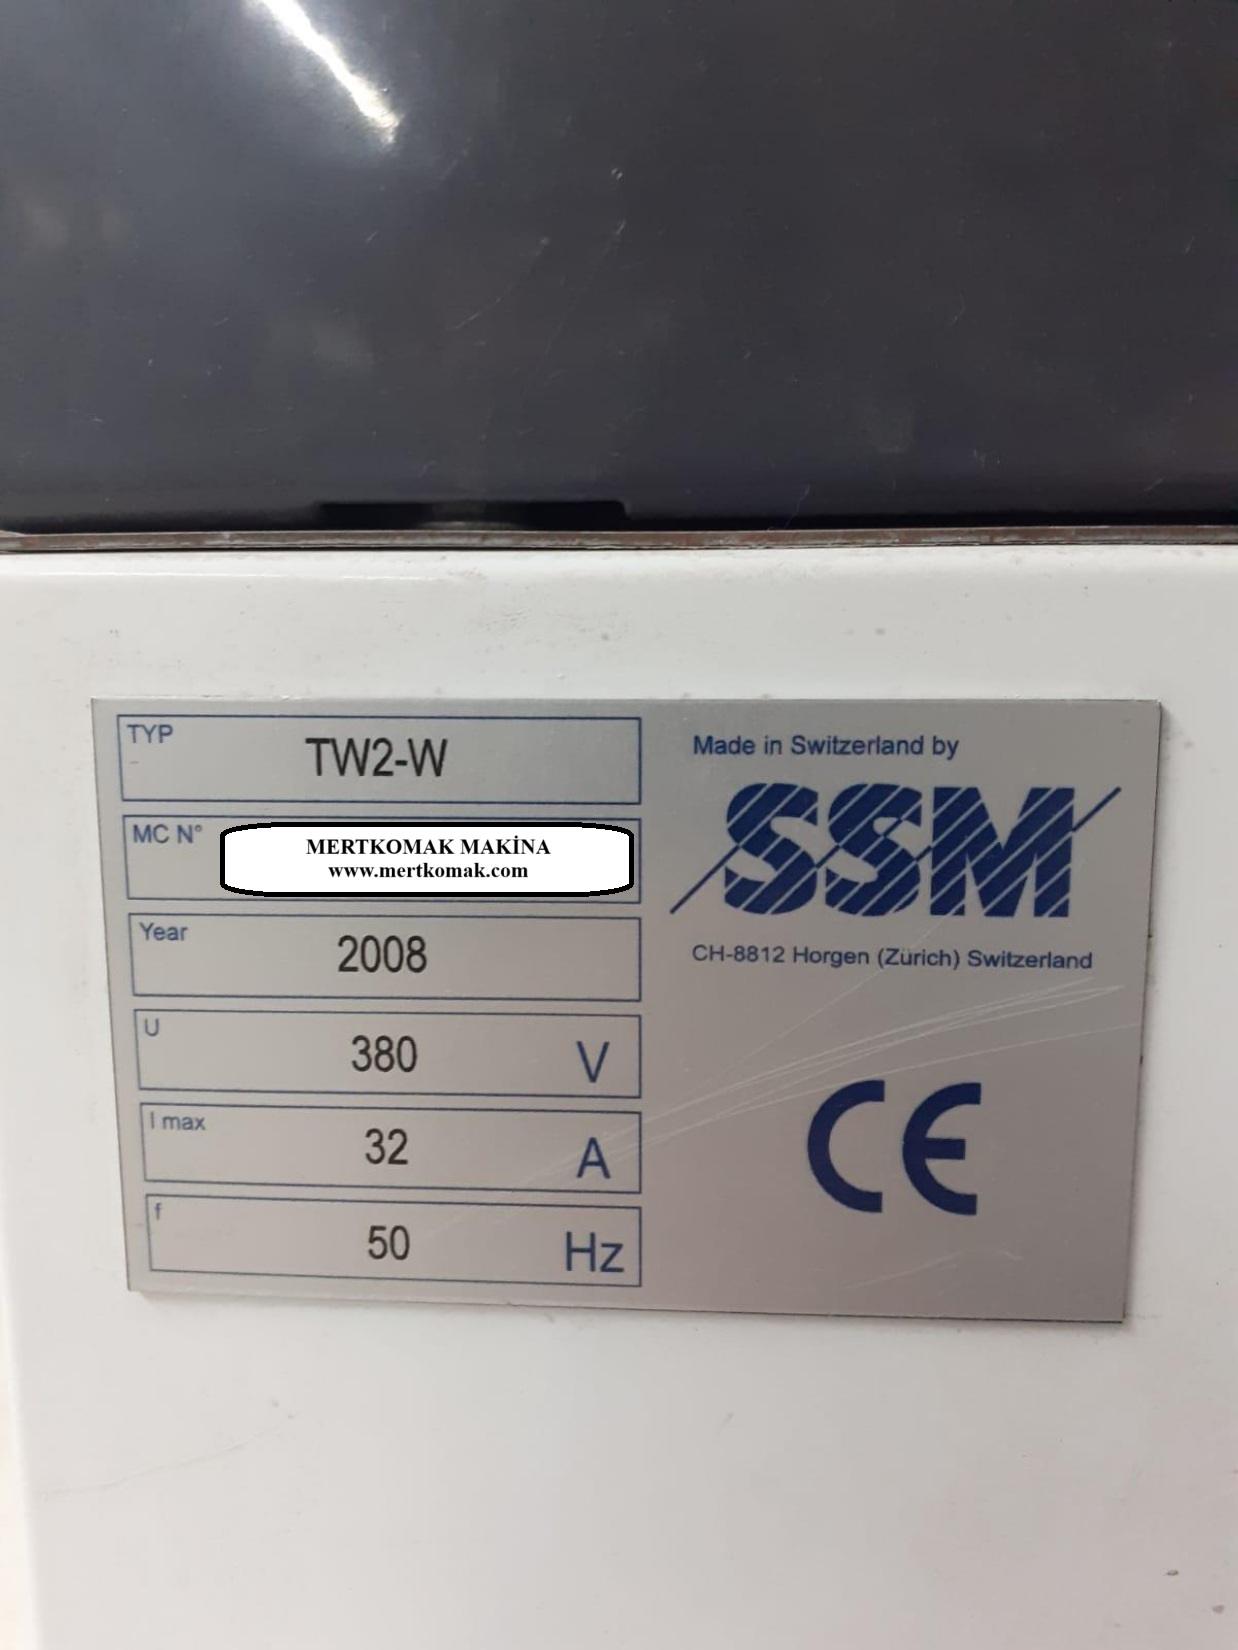 TYP
TW2-W
MC N°
MERTKOMAK MAKİNA
www.mertkomak.com
Year
2008
U
380 V
I max
32 A
f
50 Hz
Made in Switzerland by
SSM
CH-8812 Horgen (Zürich) Switzerland
CE